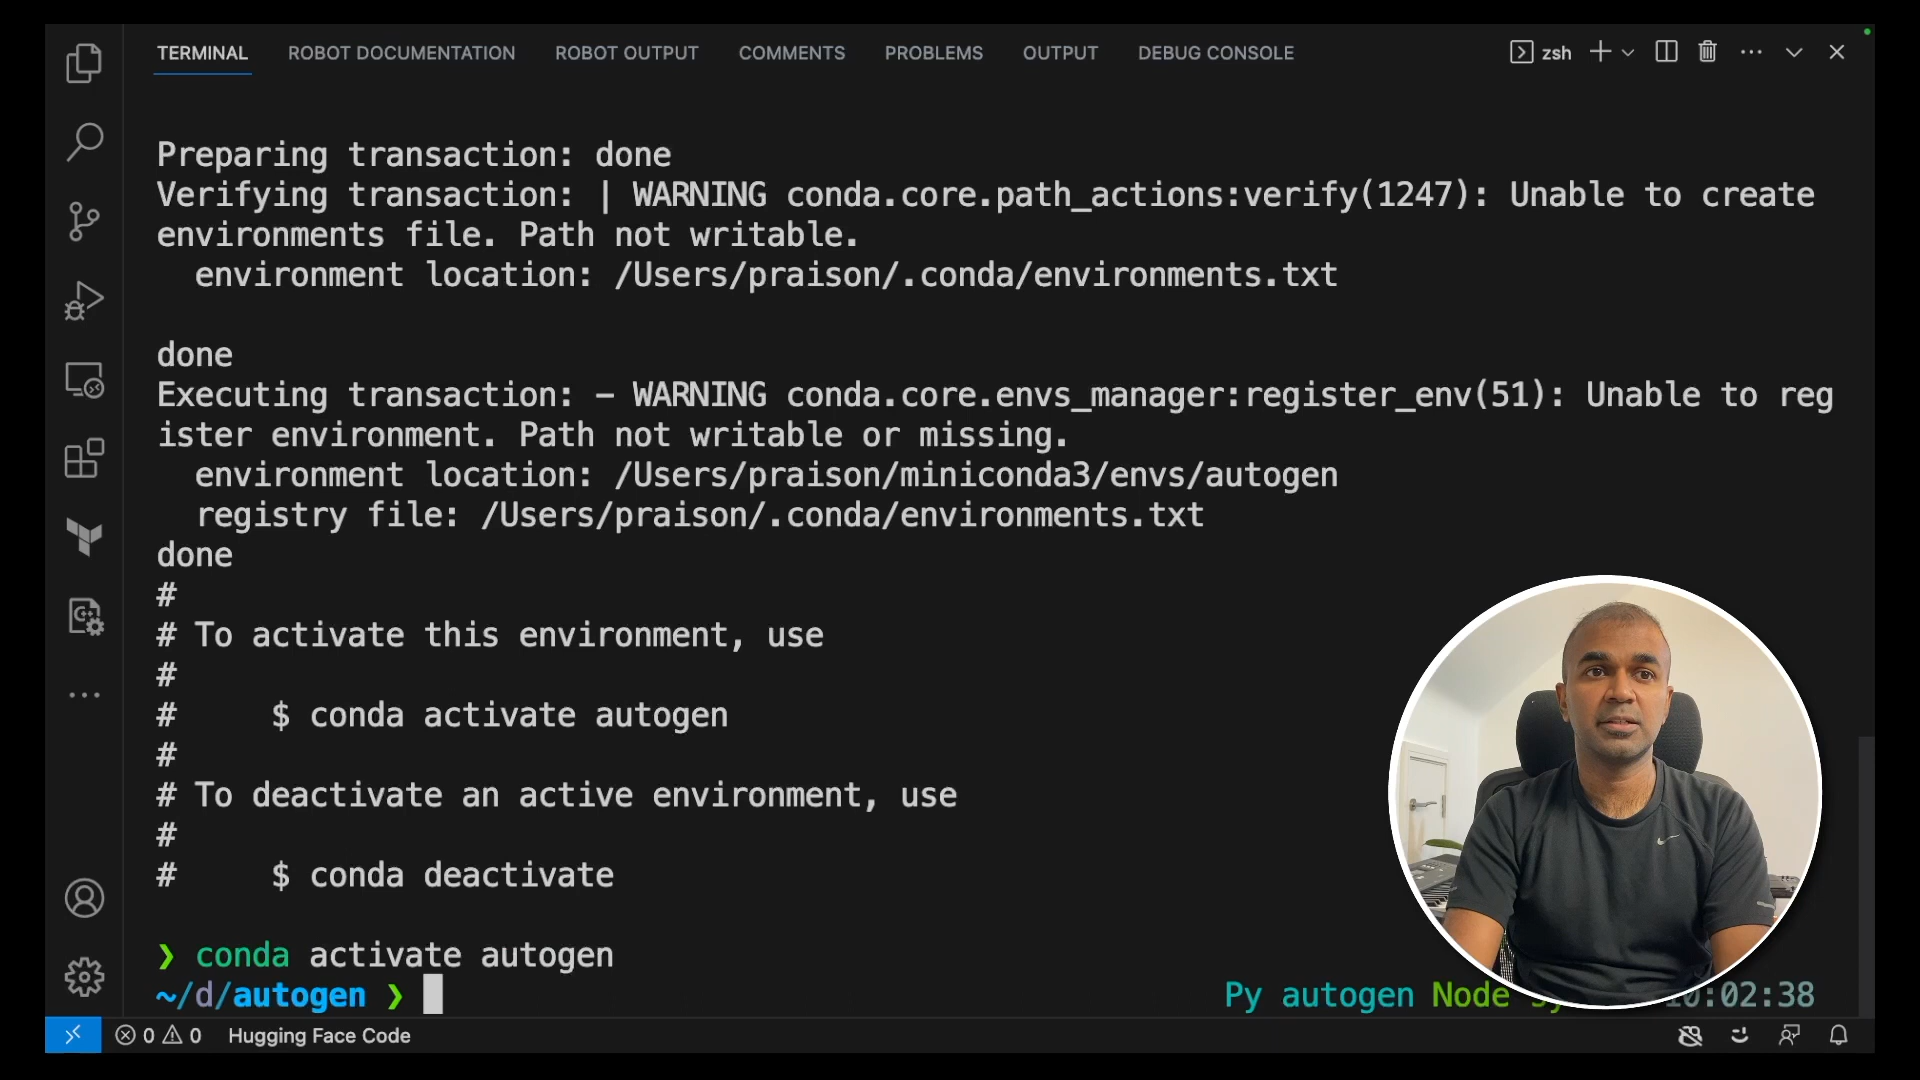 TERMINAL ROBOT DOCUMENTATION ROBOT OUTPUT COMMENTS PROBLEMS OUTPUT DEBUG CONSOLE zsh
Preparing transaction: done
Verifying transaction: | WARNING conda.core.path_actions:verify(1247): Unable to create
environments file. Path not writable.
environment location: /Users/praison/.conda/environments.txt
done
Executing transaction: - WARNING conda.core.envs_manager:register_env(51): Unable to reg
ister environment. Path not writable or missing.
environment location: /Users/praison/miniconda3/envs/autogen
registry file: /Users/praison/.conda/environments.txt
done
#
# To activate this environment, use
#
# $ conda activate autogen
#
# To deactivate an active environment, use
#
# $ conda deactivate
❯ conda activate autogen
~/d/autogen ❯ Py autogen Node :02:38
0 0 Hugging Face Code